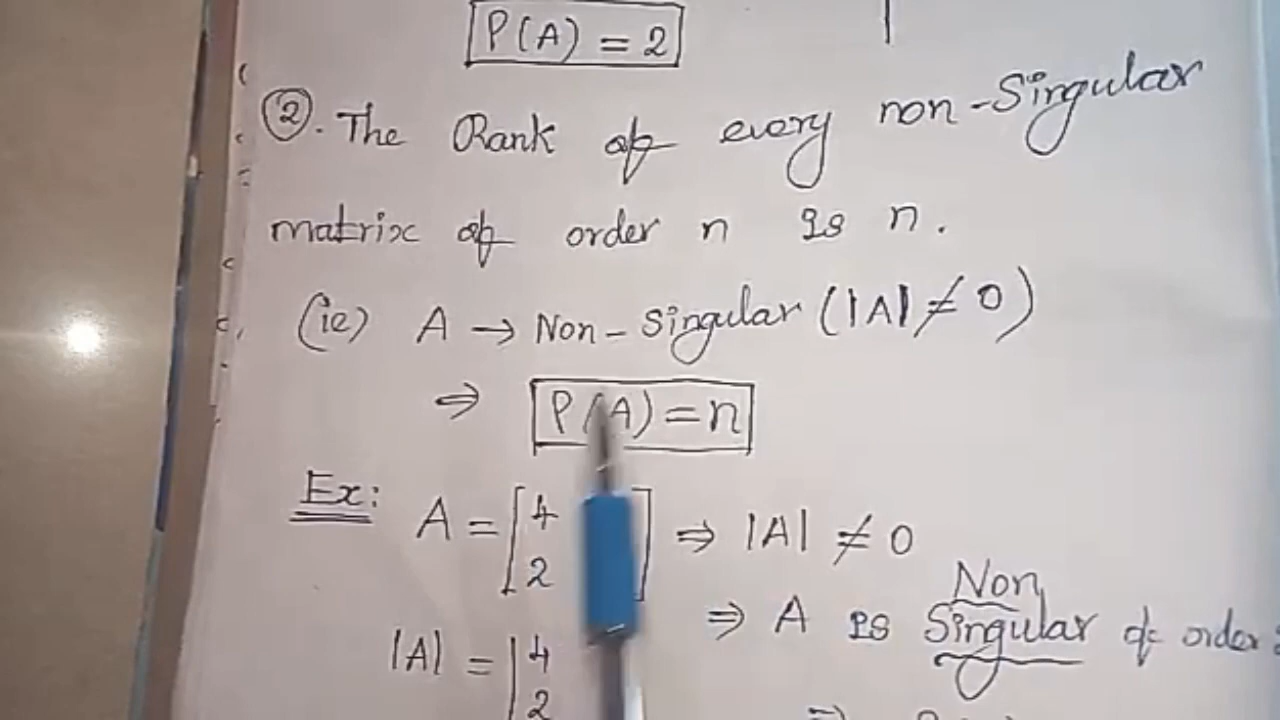 P(A) = 2
②. The Rank of every non-Singular
matrix of order n is n.
(ie) A → Non-Singular (|A| ≠ 0)
⇒ P(A) = n
Ex: A = [4
2] ⇒ |A| ≠ 0
⇒ A is Non Singular of order
|A| = |4
2
⇒